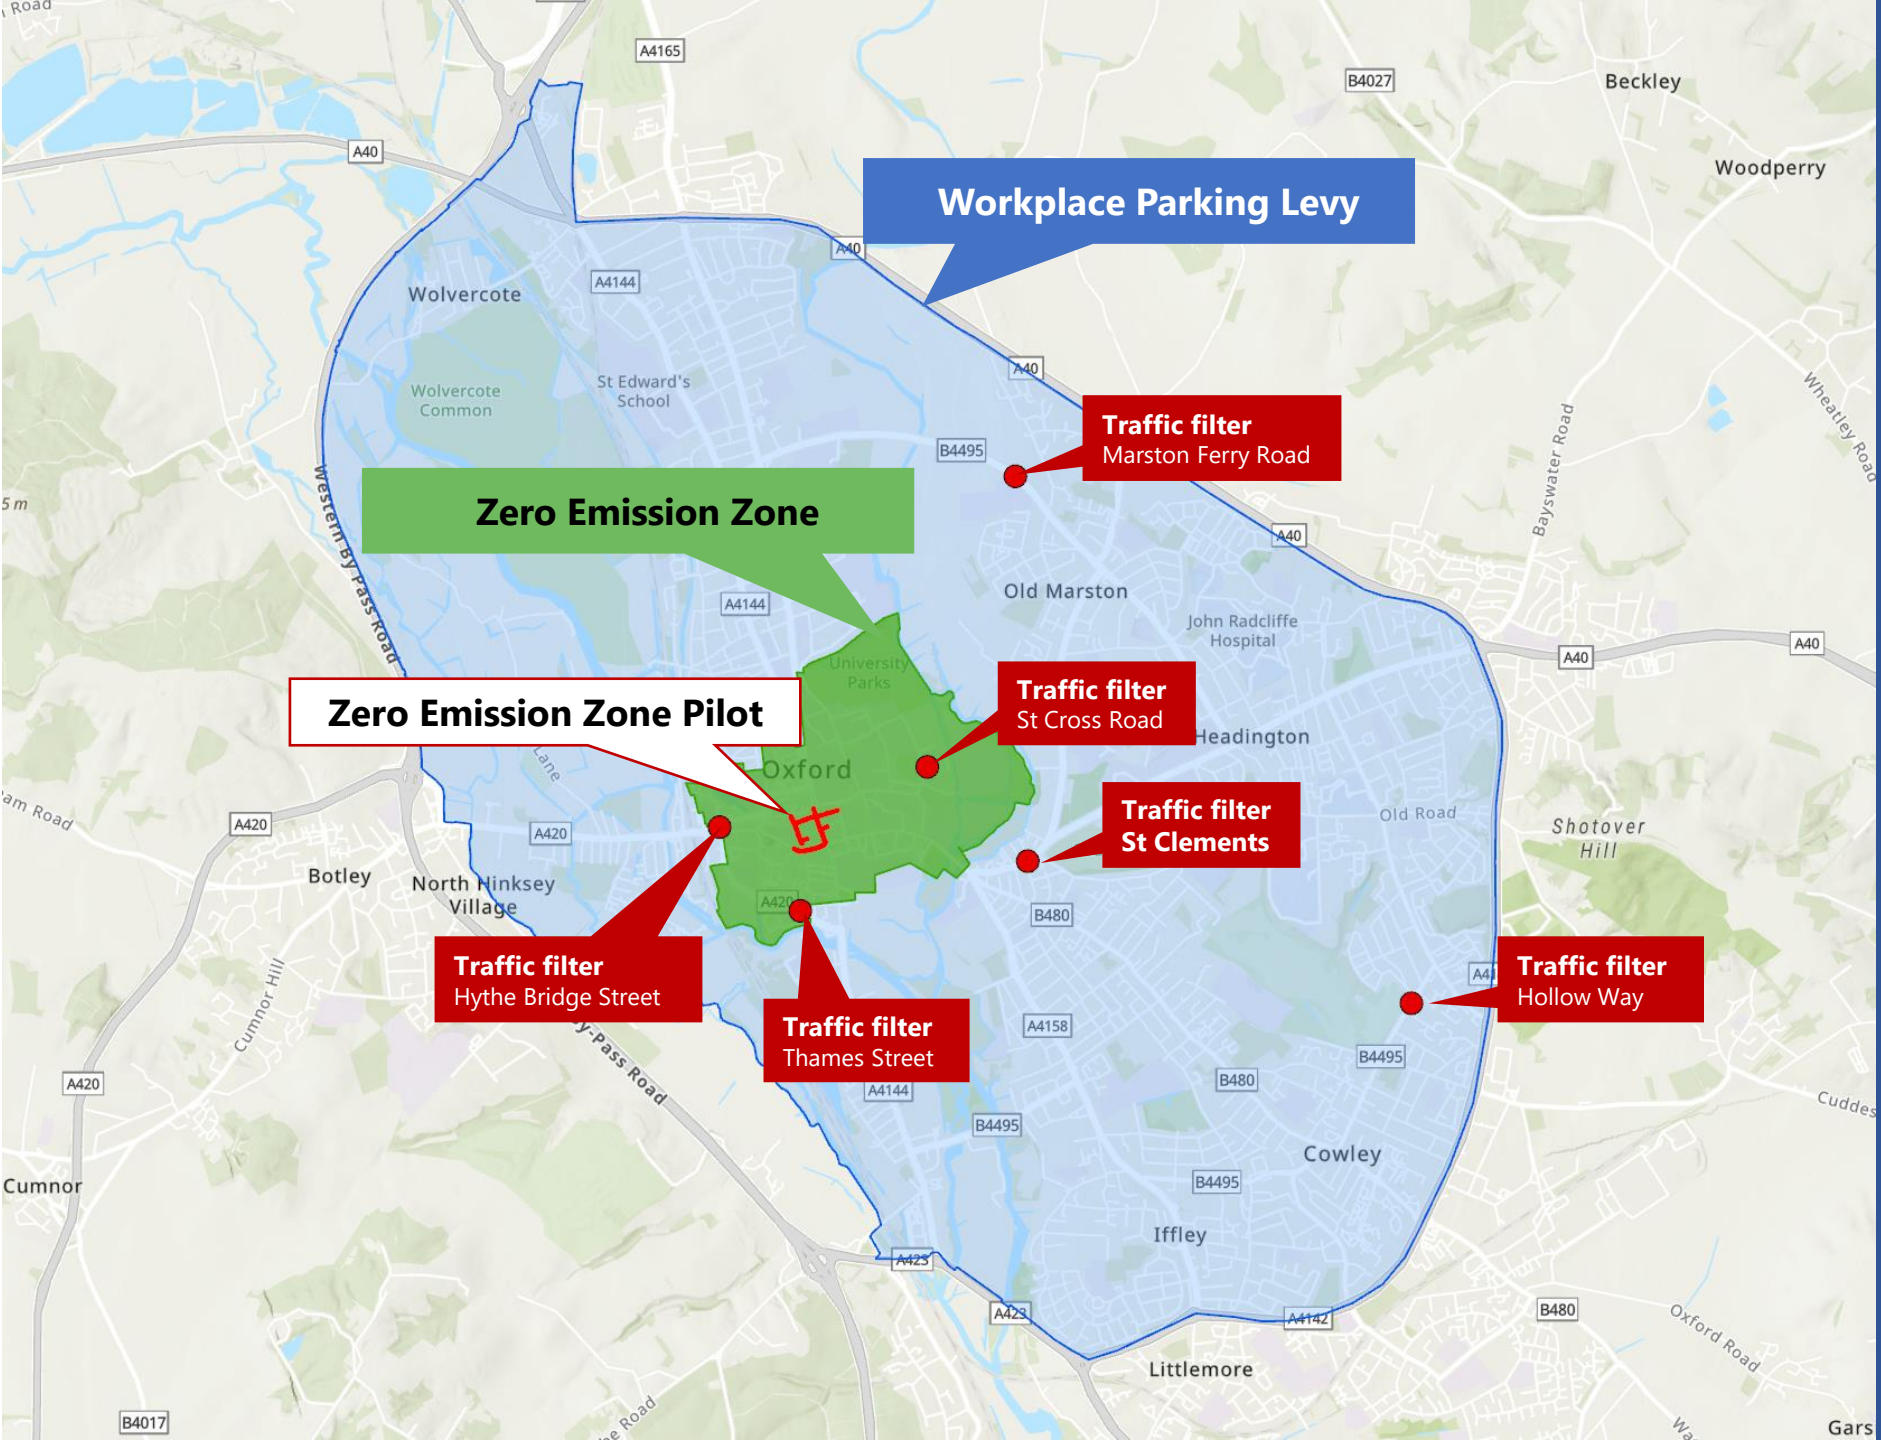 Road
A4165
B4027
Beckley
A40
Woodperry
Workplace Parking Levy
A40
A4144
Wolvercote
A40
Wolvercote
Common
St Edward's
School
Wheatley Road
Traffic filter
Marston Ferry Road
B4495
Bayswater Road
5 m
Western By Pass Road
Zero Emission Zone
A40
A4144
Old Marston
John Radcliffe
Hospital
A40
A40
University
Parks
Traffic filter
St Cross Road
Zero Emission Zone Pilot
Headington
Lane
Oxford
am Road
A420
A420
Traffic filter
St Clements
Old Road
Shotover
Hill
Botley
North Hinksey
Village
A420
B480
Traffic filter
Hythe Bridge Street
Traffic filter
Hollow Way
A41
Cumnor Hill
Traffic filter
Thames Street
A4158
y-Pass Road
B4495
A420
A4144
B480
Cuddes
B4495
Cowley
Cumnor
B4495
Iffley
A423
A423
A4142
B480
Oxford Road
Littlemore
B4017
he Road
Wa
Gars